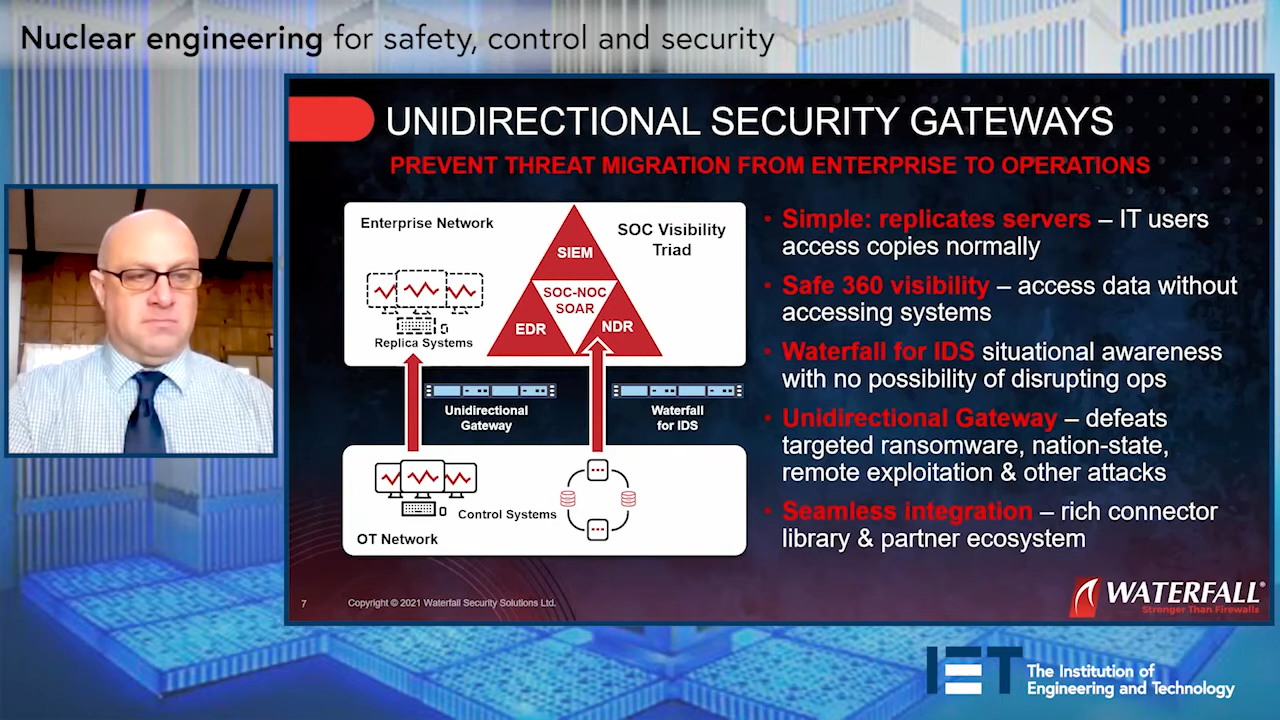 Nuclear engineering for safety, control and security
UNIDIRECTIONAL SECURITY GATEWAYS
PREVENT THREAT MIGRATION FROM ENTERPRISE TO OPERATIONS
Enterprise Network
SOC Visibility
Triad
SIEM
SOC-NOC
SOAR
EDR
NDR
Replica Systems
Unidirectional
Gateway
Waterfall
for IDS
Control Systems
OT Network
• Simple: replicates servers – IT users
access copies normally
• Safe 360 visibility – access data without
accessing systems
• Waterfall for IDS situational awareness
with no possibility of disrupting ops
• Unidirectional Gateway – defeats
targeted ransomware, nation-state,
remote exploitation & other attacks
• Seamless integration – rich connector
library & partner ecosystem
7
Copyright © 2021 Waterfall Security Solutions Ltd.
WATERFALL®
Stronger Than Firewalls
IET
The Institution of
Engineering and Technology